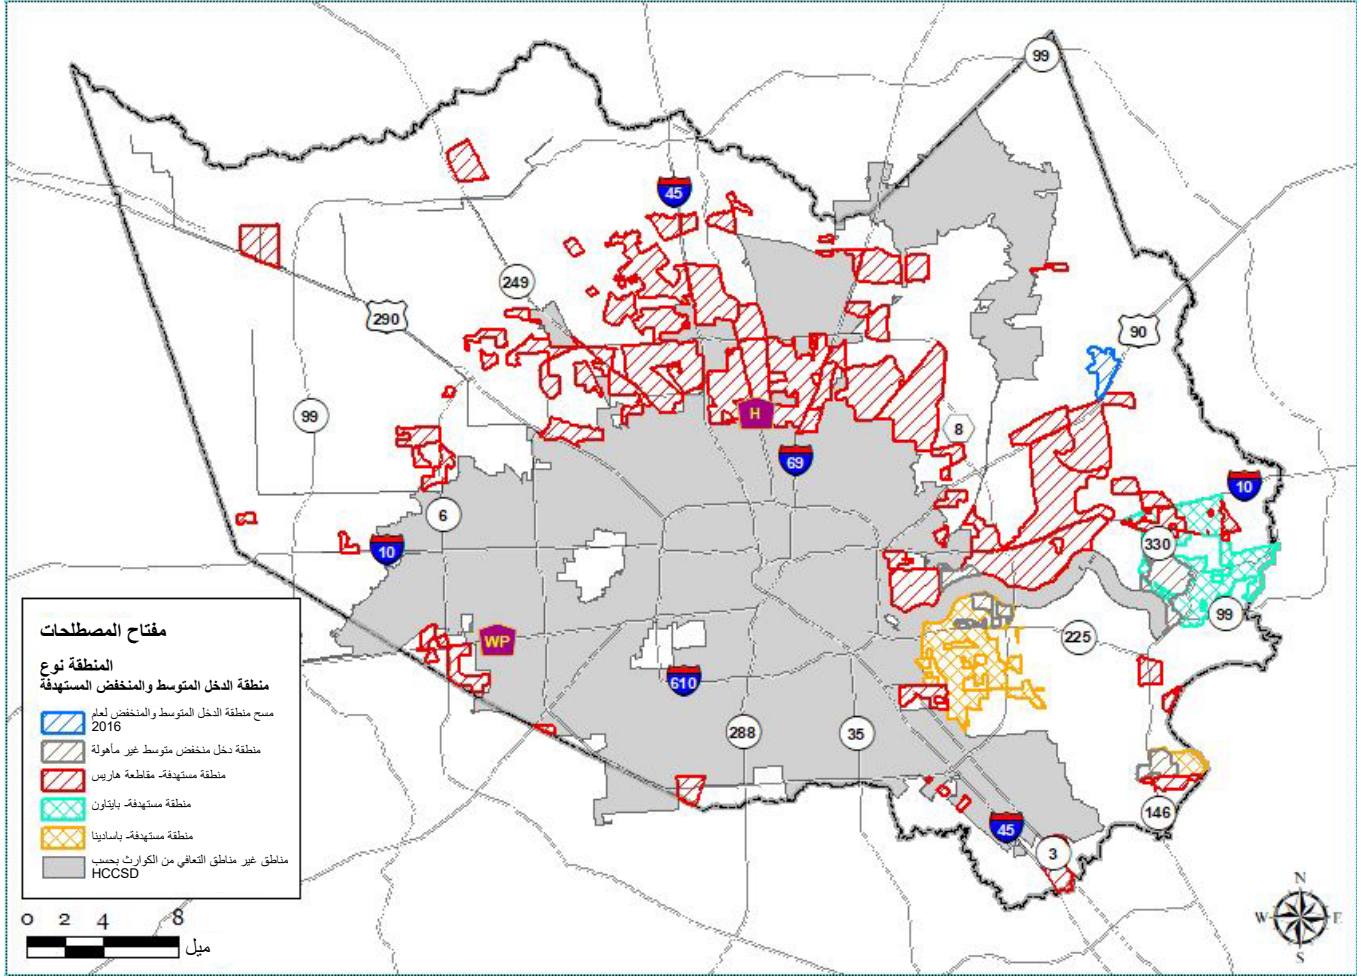 99
45
249
290
90
99
H
8
69
6
10
10
330
99
WP
225
610
288
35
146
45
3
مفتاح المصطلحات
المنطقة نوع
منطقة الدخل المتوسط والمنخفض المستهدفة
مسح منطقة الدخل المتوسط والمنخفض لعام
2016
منطقة دخل منخفض متوسط غير مأهولة
منطقة مستهدفة- مقاطعة هاريس
منطقة مستهدفة- بايتاون
منطقة مستهدفة- باسادينا
مناطق غير مناطق التعافي من الكوارث بحسب
HCCSD
0 2 4 8
ميل
N
W E
S